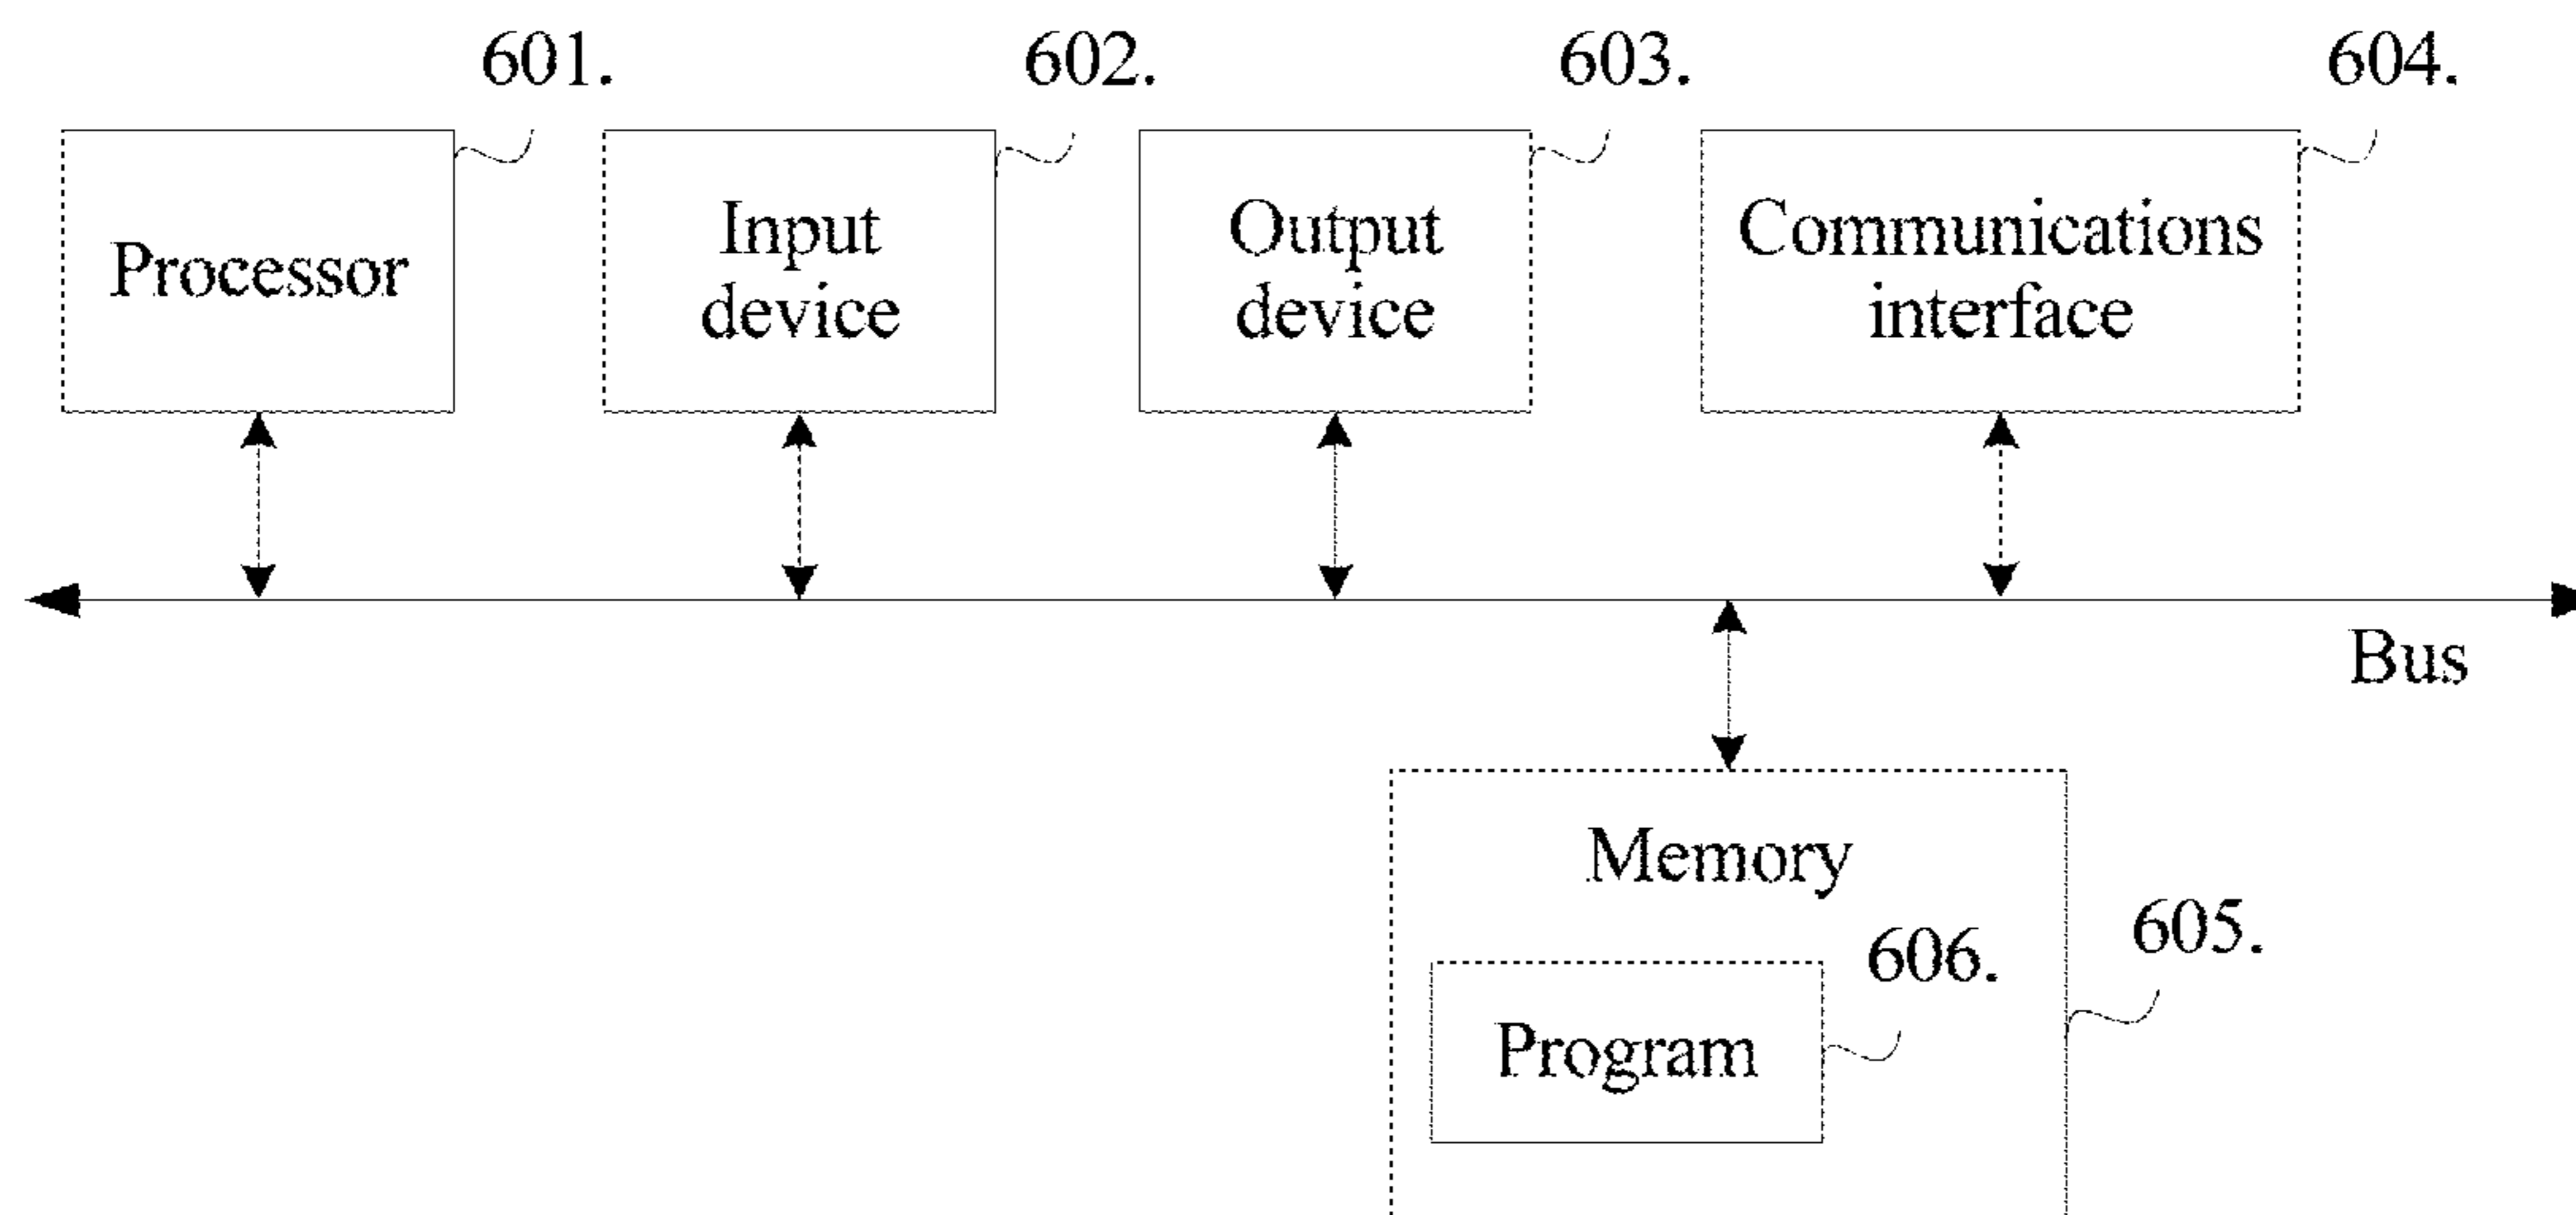 601.
602.
603.
604.
Processor
Input
device
Output
device
Communications
interface
Bus
Memory
605.
606.
Program